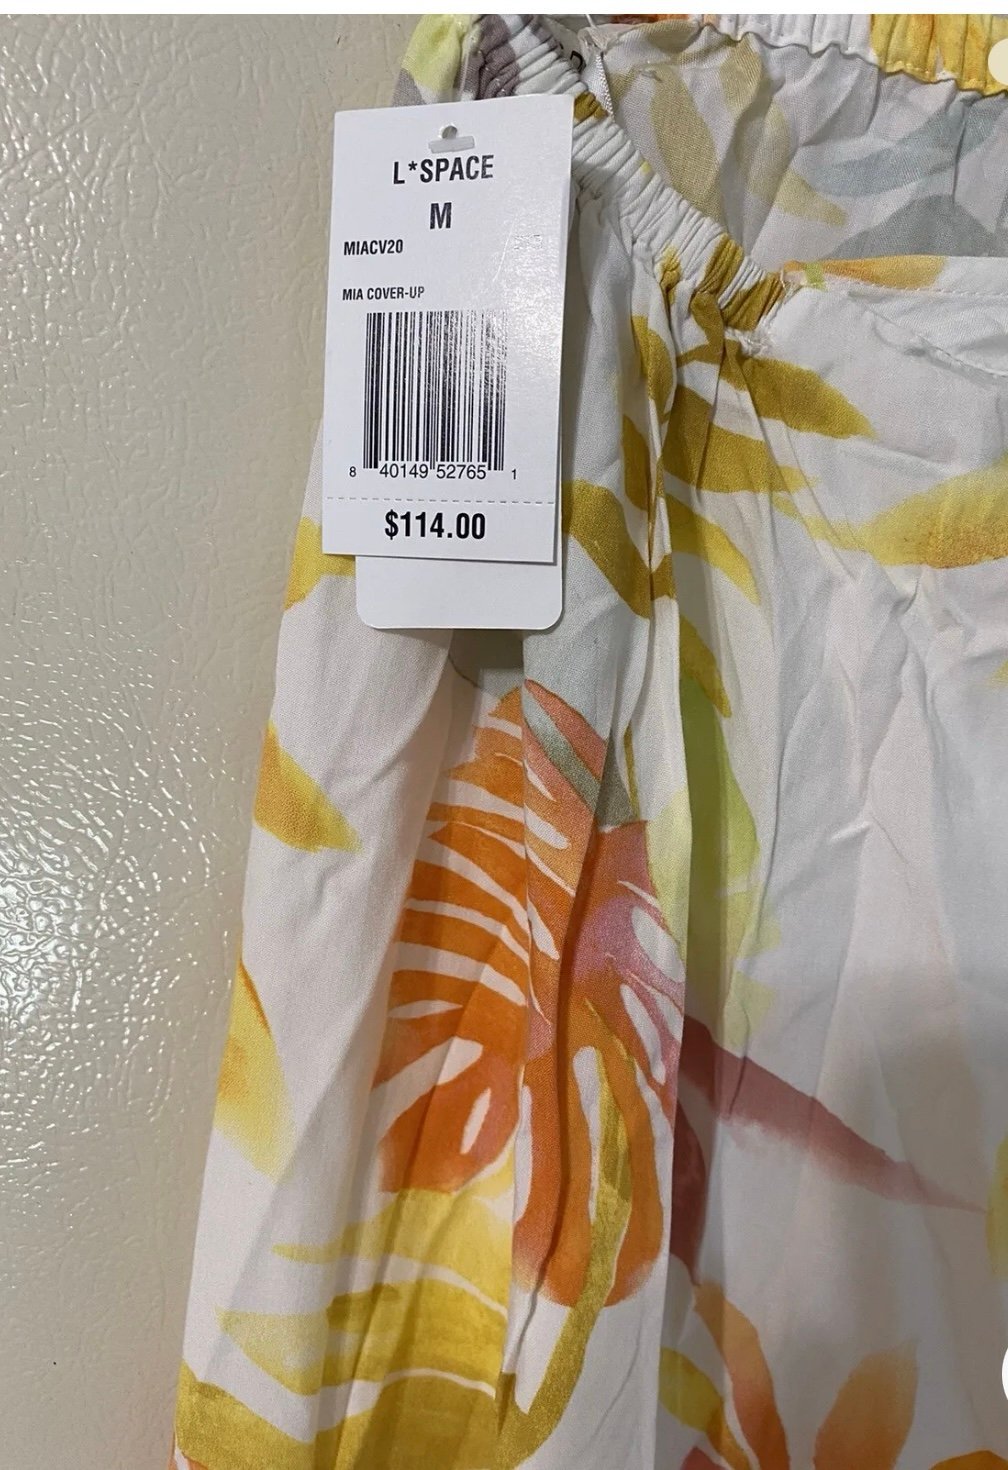 L*SPACE
M
MIACV20
MIA COVER-UP
8 40149 52765 1
$114.00